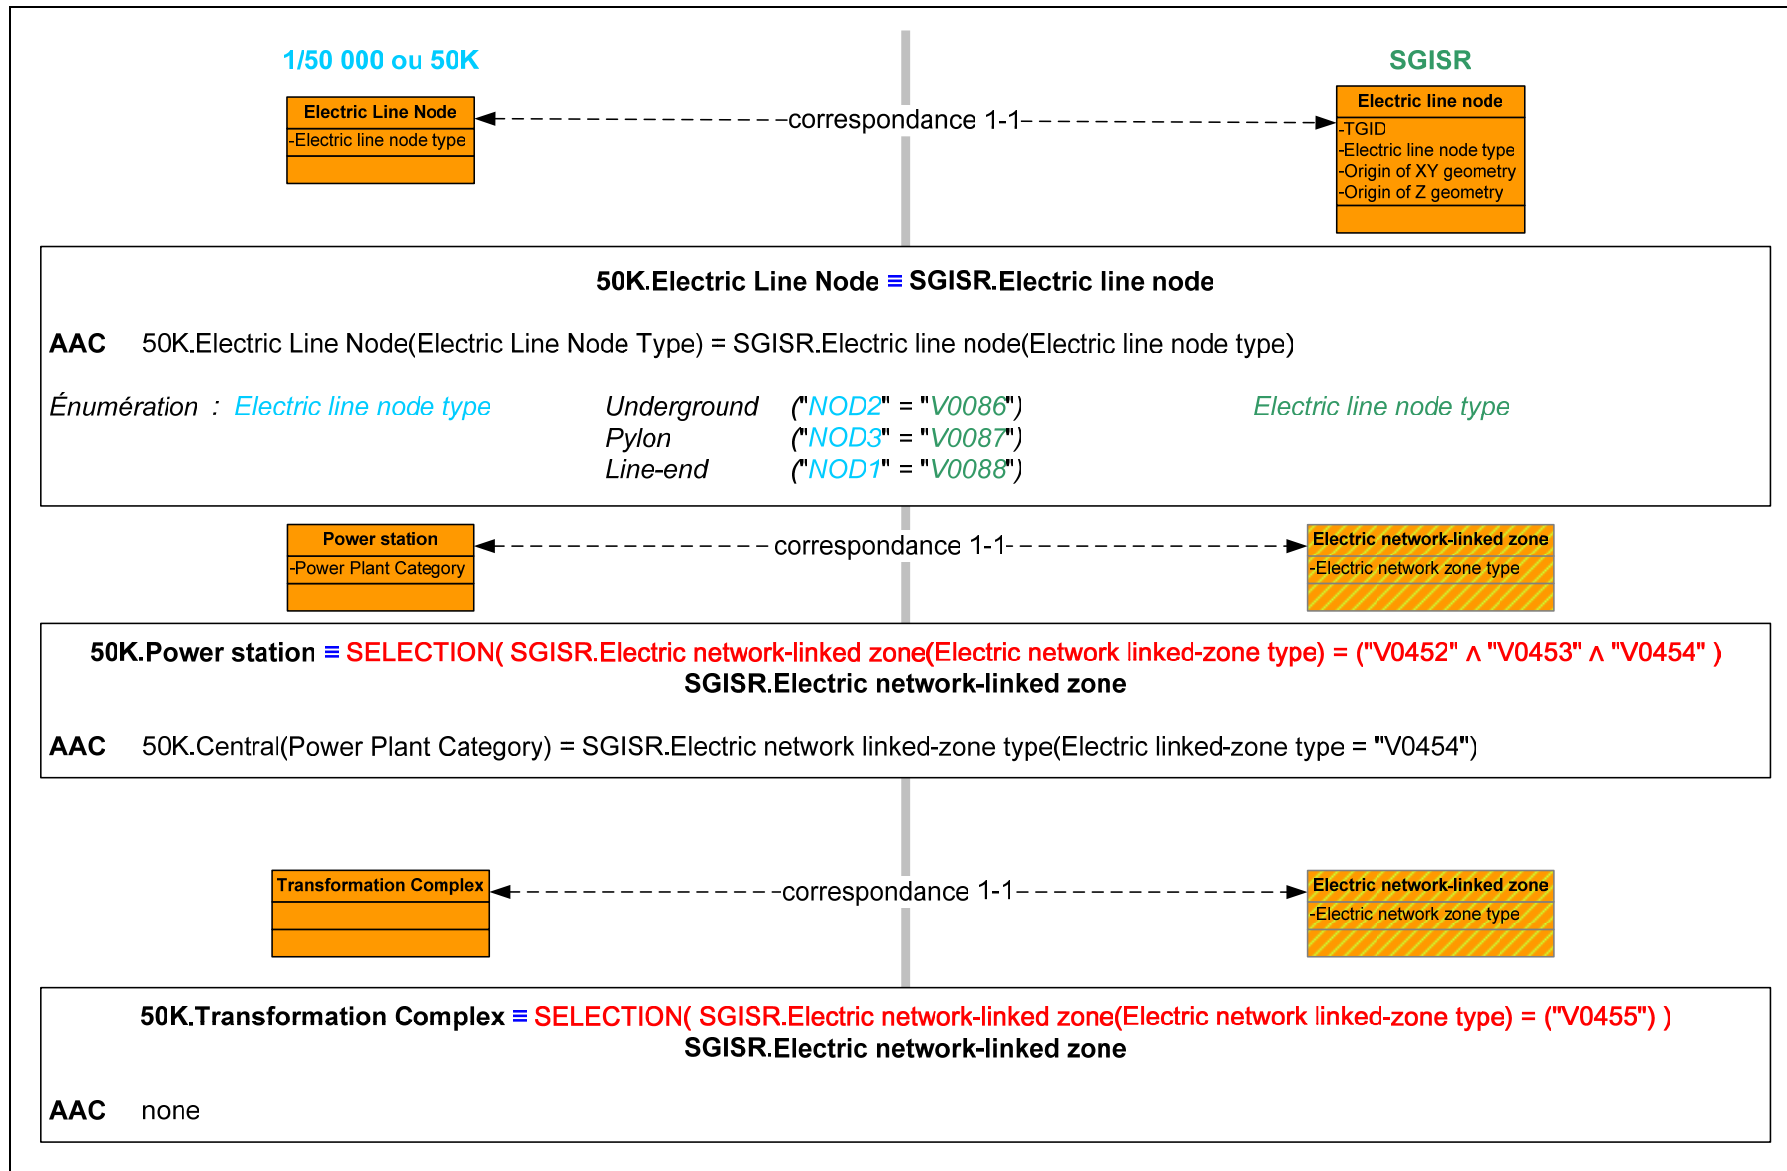 1/50 000 ou 50K
SGISR
Electric Line Node
-Electric line node type
correspondance 1-1
Electric line node
-TGID
-Electric line node type
-Origin of XY geometry
-Origin of Z geometry
50K.Electric Line Node ≡ SGISR.Electric line node
AAC 50K.Electric Line Node(Electric Line Node Type) = SGISR.Electric line node(Electric line node type)
Énumération : Electric line node type Underground ("NOD2" = "V0086") Electric line node type
Pylon ("NOD3" = "V0087")
Line-end ("NOD1" = "V0088")
Power station
-Power Plant Category
correspondance 1-1
Electric network-linked zone
-Electric network zone type
50K.Power station ≡ SELECTION( SGISR.Electric network-linked zone(Electric network linked-zone type) = ("V0452" ∧ "V0453" ∧ "V0454" )
SGISR.Electric network-linked zone
AAC 50K.Central(Power Plant Category) = SGISR.Electric network linked-zone type(Electric linked-zone type = "V0454")
Transformation Complex
correspondance 1-1
Electric network-linked zone
-Electric network zone type
50K.Transformation Complex ≡ SELECTION( SGISR.Electric network-linked zone(Electric network linked-zone type) = ("V0455") )
SGISR.Electric network-linked zone
AAC none